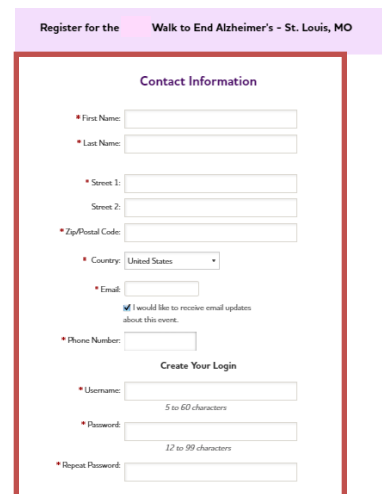 Register for the Walk to End Alzheimer's - St. Louis, MO
Contact Information
* First Name:
* Last Name:
* Street 1:
Street 2:
* Zip/Postal Code:
* Country: United States
* Email:
I would like to receive email updates
about this event.
* Phone Number:
Create Your Login
* Username:
5 to 60 characters
* Password:
12 to 99 characters
* Repeat Password: